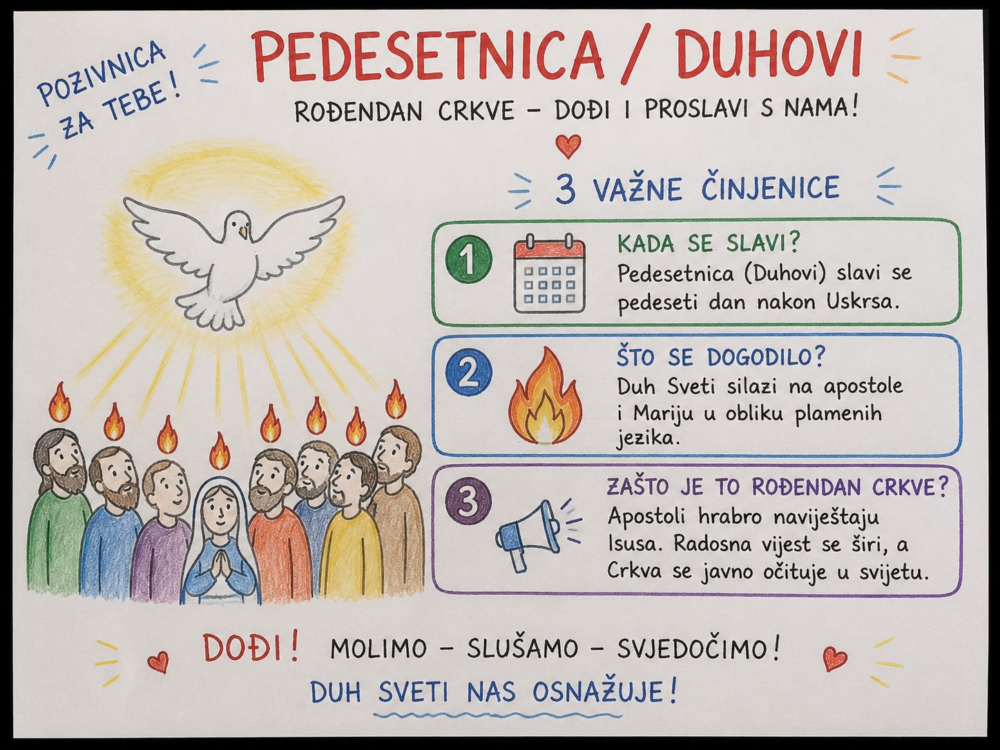 POZIVNICA
ZA TEBE!
PEDESETNICA / DUHOVI
ROĐENDAN CRKVE – DOĐI I PROSLAVI S NAMA!
3 VAŽNE ČINJENICE
1
KADA SE SLAVI?
Pedesetnica (Duhovi) slavi se
pedeseti dan nakon Uskrsa.
2
ŠTO SE DOGODILO?
Duh Sveti silazi na apostole
i Mariju u obliku plamenih
jezika.
3
ZAŠTO JE TO ROĐENDAN CRKVE?
Apostoli hrabro naviještaju
Isusa. Radosna vijest se širi, a
Crkva se javno očituje u svijetu.
DOĐI! MOLIMO – SLUŠAMO – SVJEDOČIMO!
DUH SVETI NAS OSNAŽUJE!